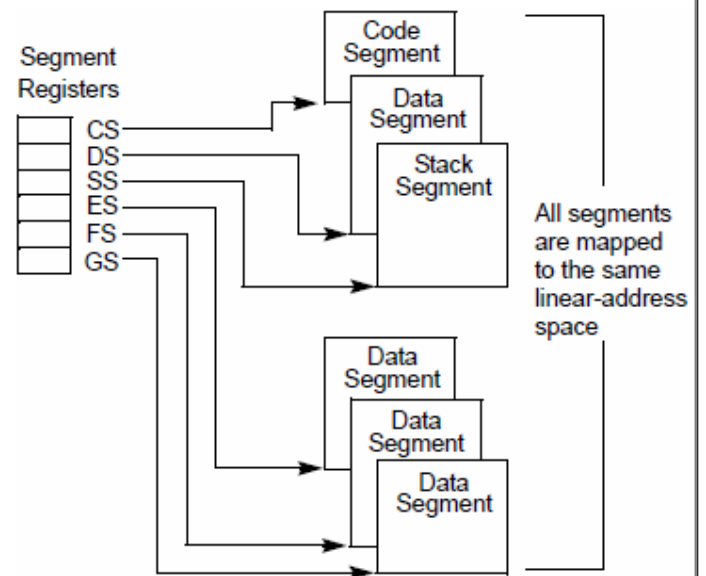 Segment
Registers
CS
DS
SS
ES
FS
GS
Code
Segment
Data
Segment
Stack
Segment
Data
Segment
Data
Segment
Data
Segment
All segments
are mapped
to the same
linear-address
space